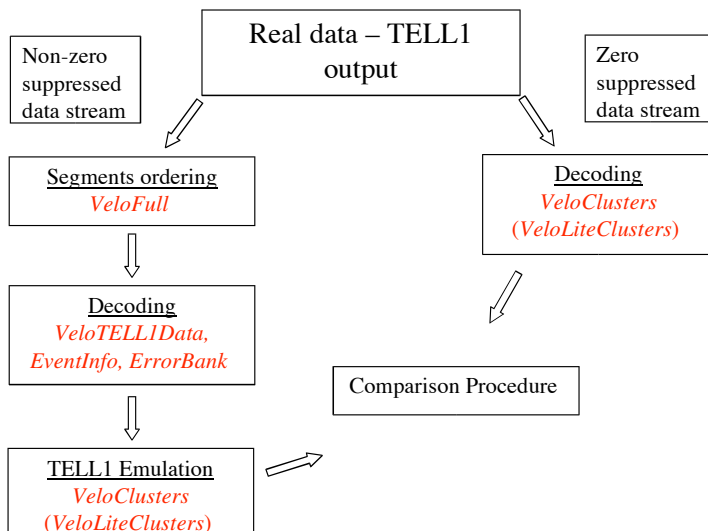 Real data – TELL1
output
Non-zero
suppressed
data stream
Zero
suppressed
data stream
Segments ordering
VeloFull
Decoding
VeloClusters
(VeloLiteClusters)
Decoding
VeloTELL1Data,
EventInfo, ErrorBank
Comparison Procedure
TELL1 Emulation
VeloClusters
(VeloLiteClusters)